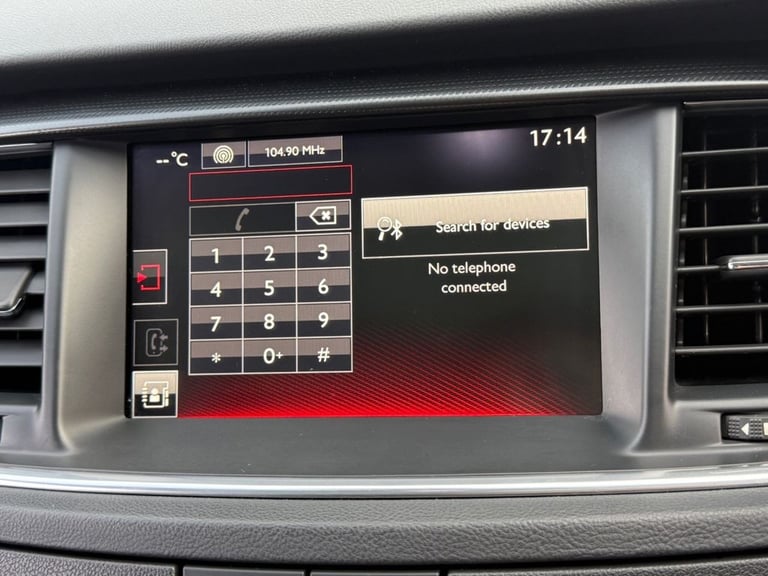 --°C
104.90 MHz
17:14
Search for devices
No telephone
connected
1 2 3
4 5 6
7 8 9
* 0+ #